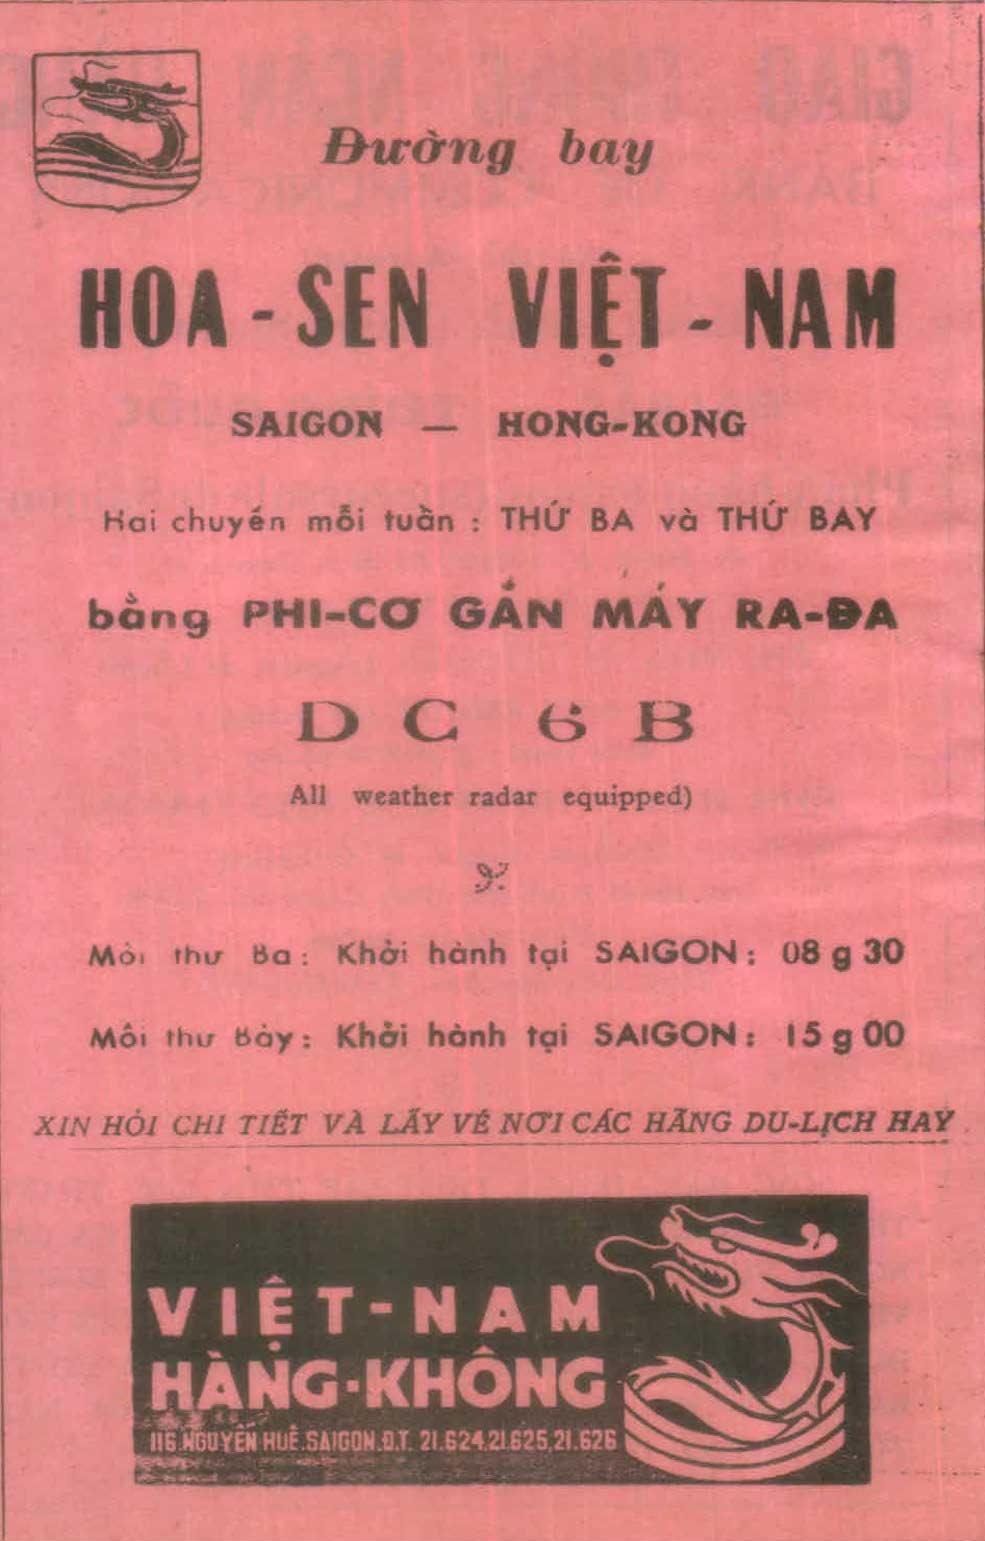 Đường bay
HOA - SEN VIỆT - NAM
SAIGON — HONG-KONG
Hai chuyến mỗi tuần : THỨ BA và THỨ BAY
bằng PHI-CƠ GẮN MÁY RA-ĐA
DC 6 B
All weather radar equipped)
Mỗi thứ Ba : Khởi hành tại SAIGON : 08 g 30
Mỗi thứ Bảy : Khởi hành tại SAIGON : 15 g 00
XIN HỎI CHI TIẾT VÀ LẤY VÉ NƠI CÁC HÃNG DU-LỊCH HAY
VIỆT-NAM
HÀNG-KHÔNG
116.NGUYỄN HUỆ.SAIGON.Đ.T. 21.624,21.625,21.626